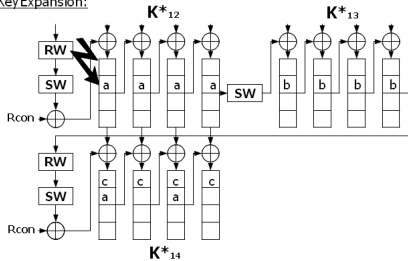 KeyExpansion:
K*12 K*13
RW
SW a a a a SW b b b b
Rcon
RW
c c c c
SW a a
Rcon
K*14